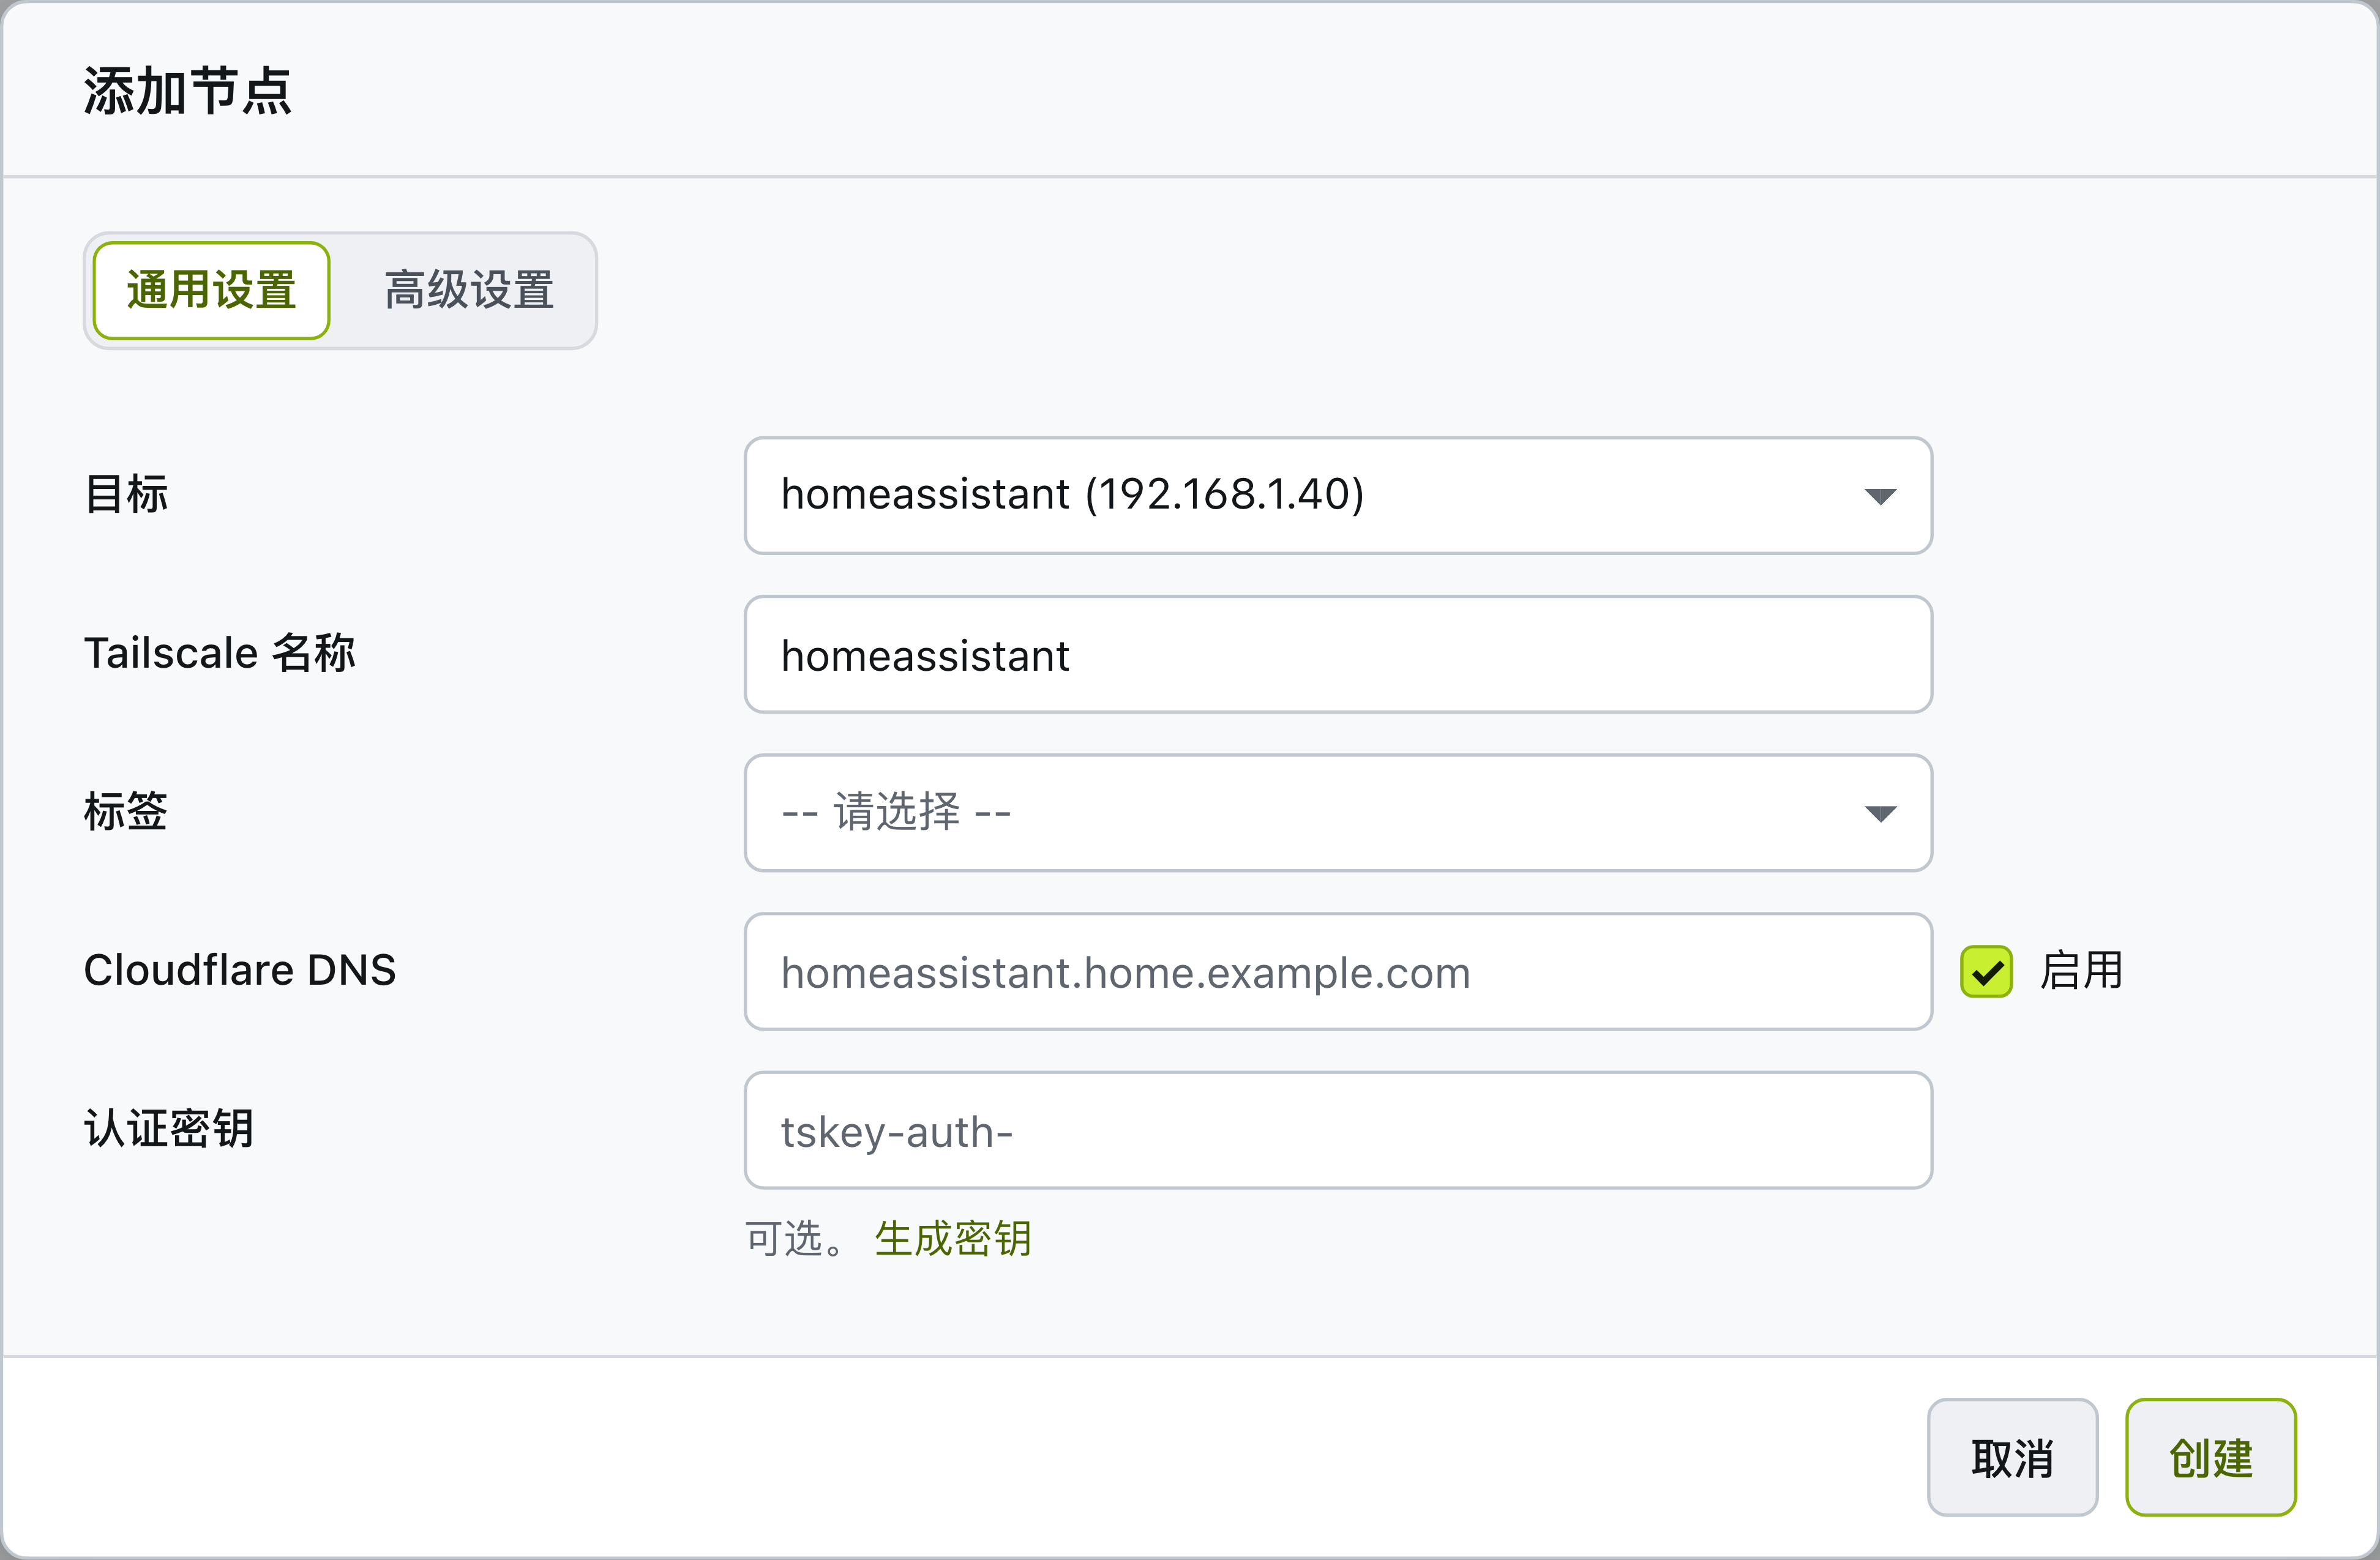 添加节点
通用设置 高级设置
目标 homeassistant (192.168.1.40)
Tailscale 名称 homeassistant
标签 -- 请选择 --
Cloudflare DNS homeassistant.home.example.com 启用
认证密钥 tskey-auth-
可选。 生成密钥
取消 创建